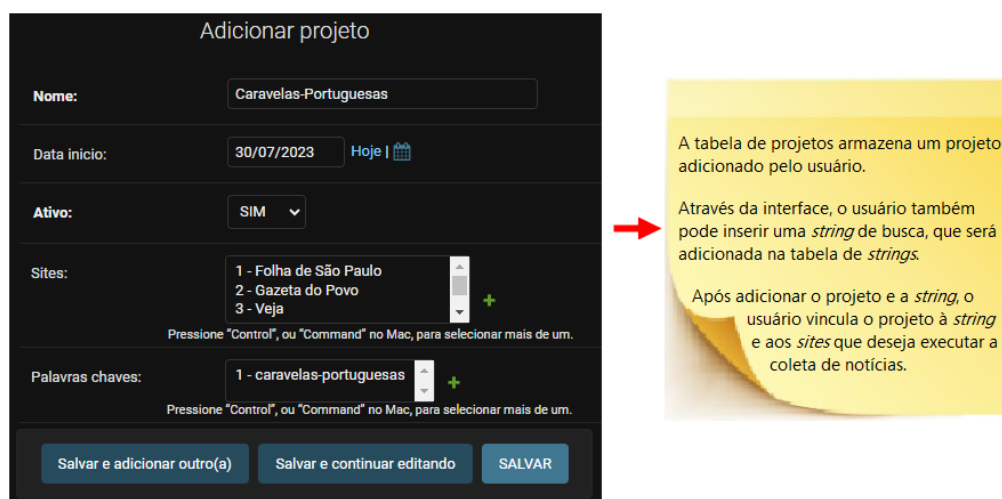 Adicionar projeto
Nome:
Caravelas-Portuguesas
Data inicio:
30/07/2023
Hoje |
Ativo:
SIM
Sites:
1 - Folha de São Paulo
2 - Gazeta do Povo
3 - Veja
Pressione "Control", ou "Command" no Mac, para selecionar mais de um.
Palavras chaves:
1 - caravelas-portuguesas
Pressione "Control", ou "Command" no Mac, para selecionar mais de um.
Salvar e adicionar outro(a)
Salvar e continuar editando
SALVAR
A tabela de projetos armazena um projeto
adicionado pelo usuário.
Através da interface, o usuário também
pode inserir uma string de busca, que será
adicionada na tabela de strings.
Após adicionar o projeto e a string, o
usuário vincula o projeto à string
e aos sites que deseja executar a
coleta de notícias.